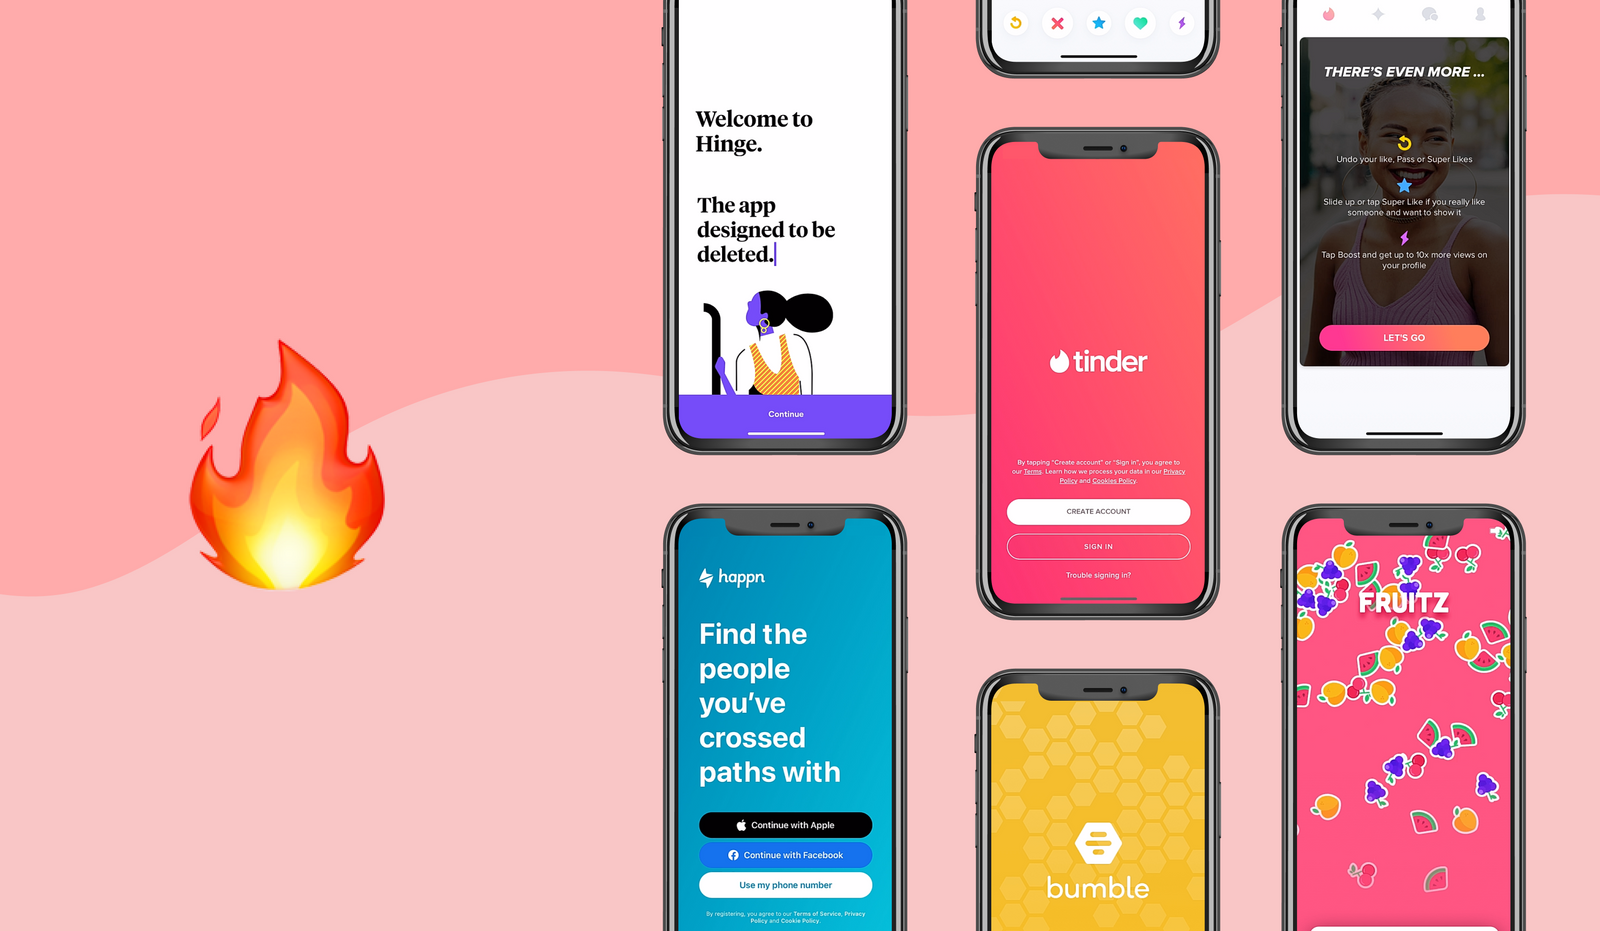 Welcome to
Hinge.
The app
designed to be
deleted.
Continue
happn
Find the
people
you've
crossed
paths with
Continue with Apple
Continue with Facebook
Use my phone number
By registering, you agree to our Terms of Service, Privacy
Policy and Cookie Policy.
tinder
By tapping “Create account” or “Sign in”, you agree to
our Terms. Learn how we process your data in our Privacy
Policy and Cookies Policy.
CREATE ACCOUNT
SIGN IN
Trouble signing in?
bumble
THERE'S EVEN MORE ...
Undo your like, Pass or Super Likes
Slide up or tap Super Like if you really like
someone and want to show it
Tap Boost and get up to 10x more views on
your profile
LET'S GO
FRUITZ